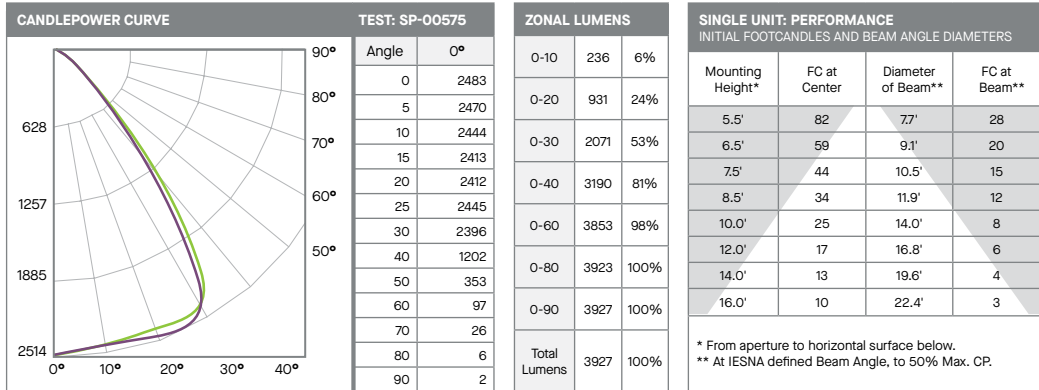 CANDLEPOWER CURVE TEST: SP-00575
90°
80°
70°
60°
50°
628
1257
1885
2514
0° 10° 20° 30° 40°
Angle 0°
0 2483
5 2470
10 2444
15 2413
20 2412
25 2445
30 2396
40 1202
50 353
60 97
70 26
80 6
90 2
ZONAL LUMENS
0-10 236 6%
0-20 931 24%
0-30 2071 53%
0-40 3190 81%
0-60 3853 98%
0-80 3923 100%
0-90 3927 100%
Total
Lumens 3927 100%
SINGLE UNIT: PERFORMANCE
INITIAL FOOTCANDLES AND BEAM ANGLE DIAMETERS
Mounting FC at Diameter FC at
Height* Center of Beam** Beam**
5.5' 82 7.7' 28
6.5' 59 9.1' 20
7.5' 44 10.5' 15
8.5' 34 11.9' 12
10.0' 25 14.0' 8
12.0' 17 16.8' 6
14.0' 13 19.6' 4
16.0' 10 22.4' 3
* From aperture to horizontal surface below.
** At IESNA defined Beam Angle, to 50% Max. CP.